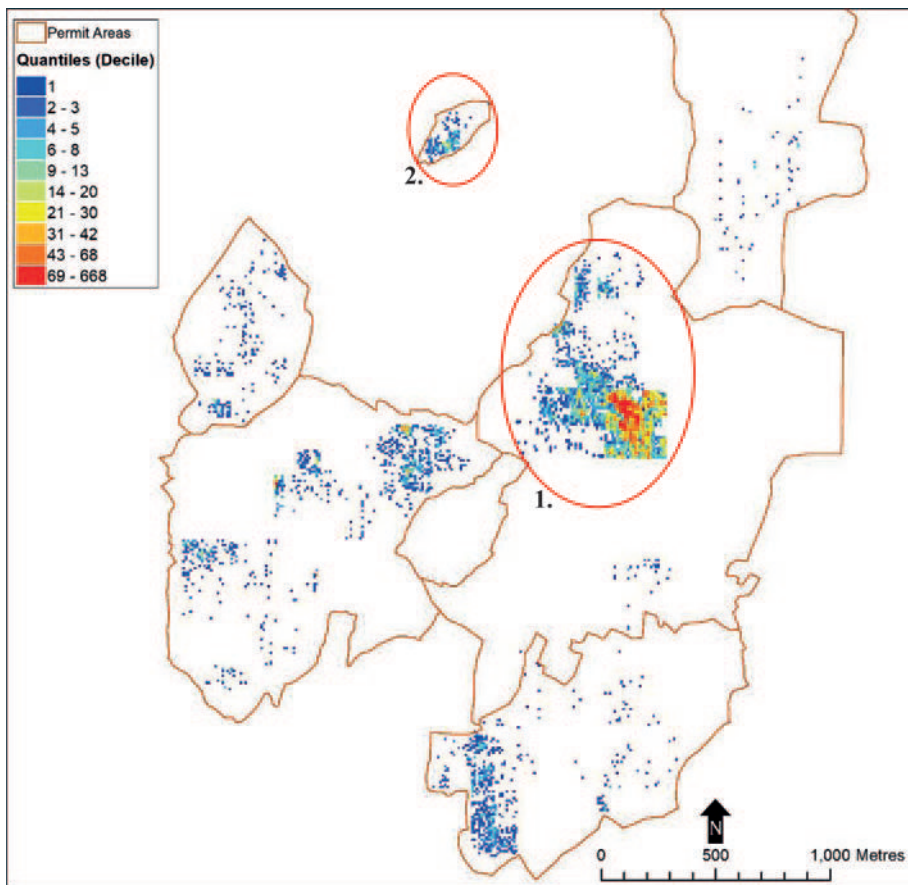 Permit Areas
Quantiles (Decile)
1
2 - 3
4 - 5
6 - 8
9 - 13
14 - 20
21 - 30
31 - 42
43 - 68
69 - 668
2.
1.
N
0 500 1,000 Metres